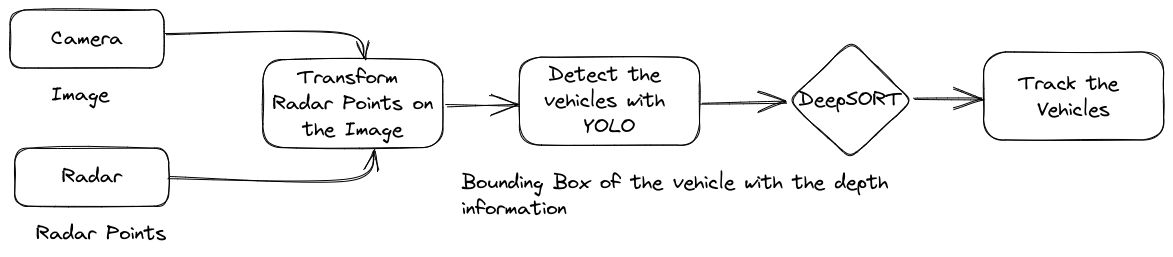 Camera
Image
Radar
Radar Points
Transform
Radar Points on
the Image
Detect the
vehicles with
YOLO
Bounding Box of the vehicle with the depth
information
DeepSORT
Track the
Vehicles